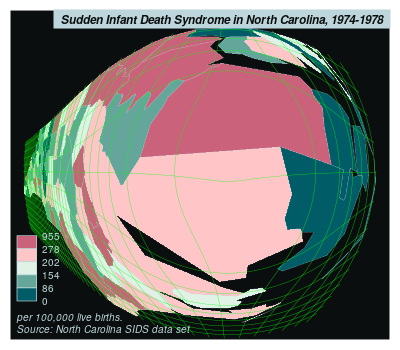 Sudden Infant Death Syndrome in North Carolina, 1974-1978
955
278
202
154
86
0
per 100,000 live births.
Source: North Carolina SIDS data set